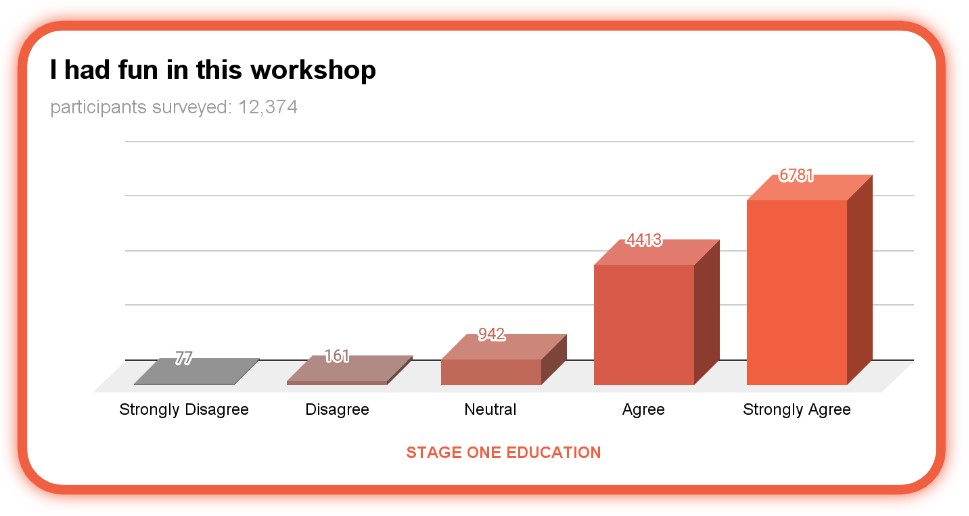 I had fun in this workshop
participants surveyed: 12,374
6781
4413
942
161
77
Strongly Disagree
Disagree
Neutral
Agree
Strongly Agree
STAGE ONE EDUCATION